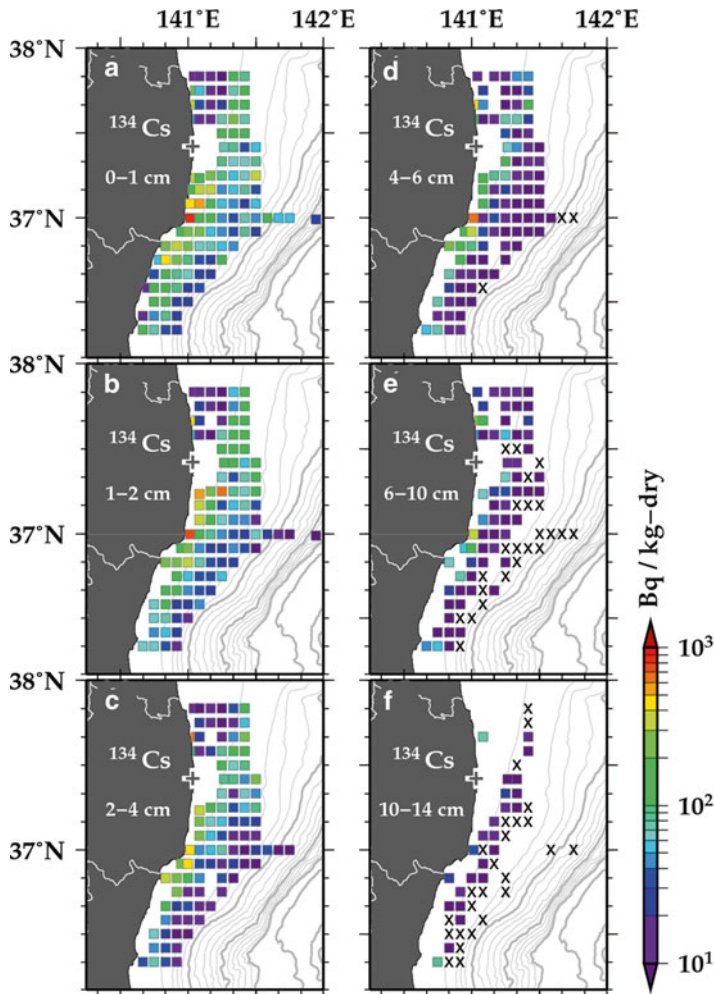 141°E 142°E 141°E 142°E
38°N
a
134Cs
0–1 cm
37°N
d
134Cs
4–6 cm
X X
X
38°N
b
134Cs
1–2 cm
37°N
e
134Cs
6–10 cm
38°N
c
134Cs
2–4 cm
37°N
f
134Cs
10–14 cm
Bq / kg–dry
10³
10²
10¹